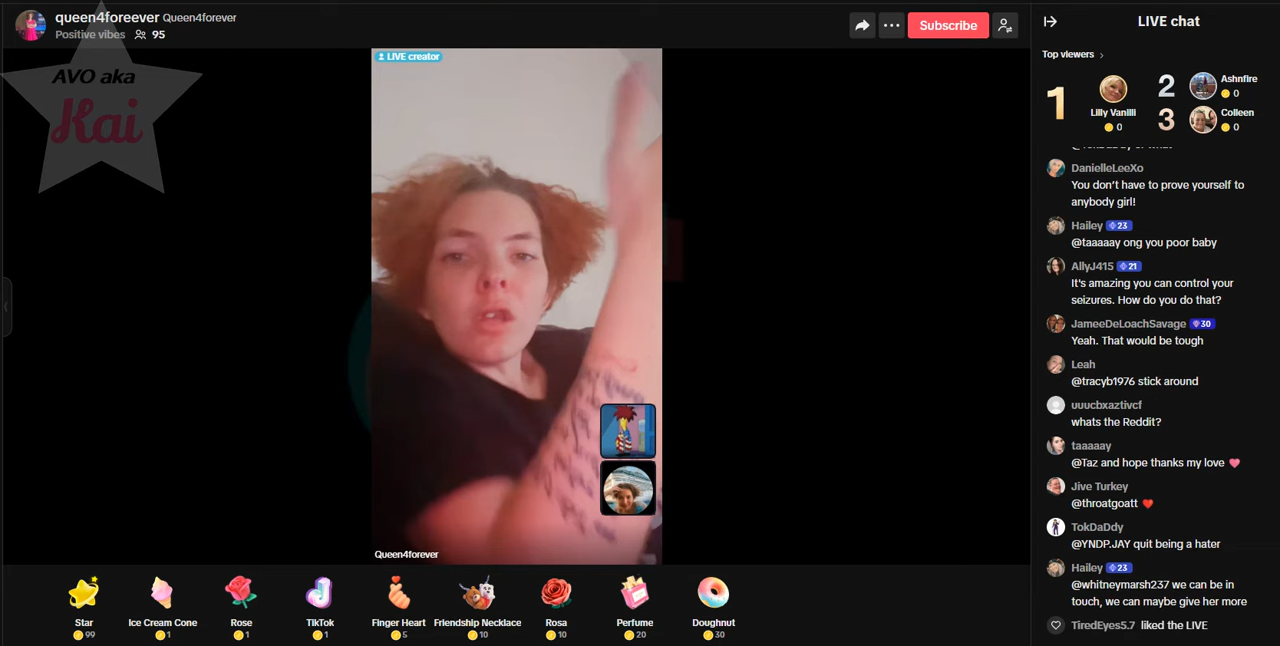 queen4foreever Queen4forever
Positive vibes 95
Subscribe
AVO aka
Kai
LIVE creator
Queen4forever
Star
99
Ice Cream Cone
1
Rose
1
TikTok
1
Finger Heart
5
Friendship Necklace
10
Rosa
10
Perfume
20
Doughnut
30
LIVE chat
Top viewers
1
Lilly Vanilli
0
2
Ashnfire
0
3
Colleen
0
DanielleLeeXo
You don't have to prove yourself to
anybody girl!
Hailey 23
@taaaaay ong you poor baby
AllyJ415 21
It's amazing you can control your
seizures. How do you do that?
JameeDeLoachSavage 30
Yeah. That would be tough
Leah
@tracyb1976 stick around
uuucbxaztivcf
whats the Reddit?
taaaaay
@Taz and hope thanks my love
Jive Turkey
@throatgoatt
TokDaDdy
@YNDP.JAY quit being a hater
Hailey 23
@whitneymarsh237 we can be in
touch, we can maybe give her more
TiredEyes5.7 liked the LIVE